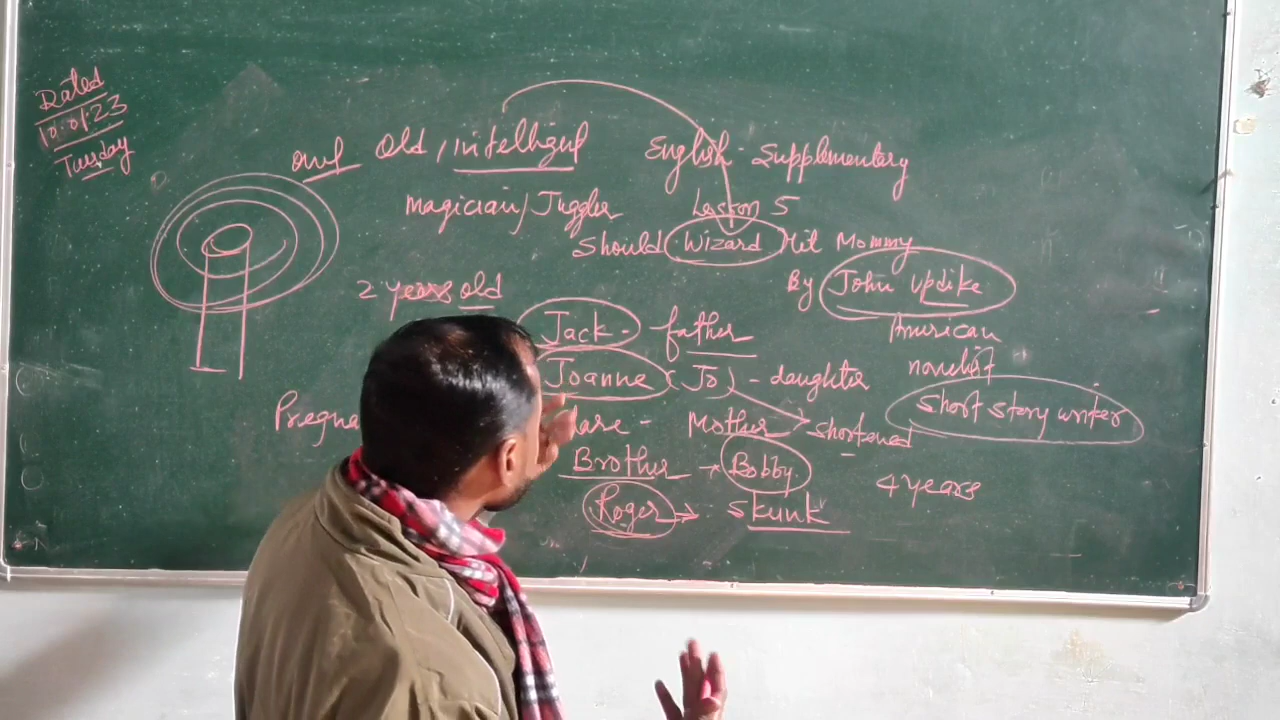 Dated
10.01.23
Tuesday
owl Old, intelligent English Supplementary
Magician/Juggler Lesson 5
Should Wizard Hit Mommy
2 years old By John Updike
Jack - father American
Joanne (Jo) - daughter novelist
short story writer
Pregna lare - Mother shortened
Brother → Bobby 4 years
Roger → Skunk